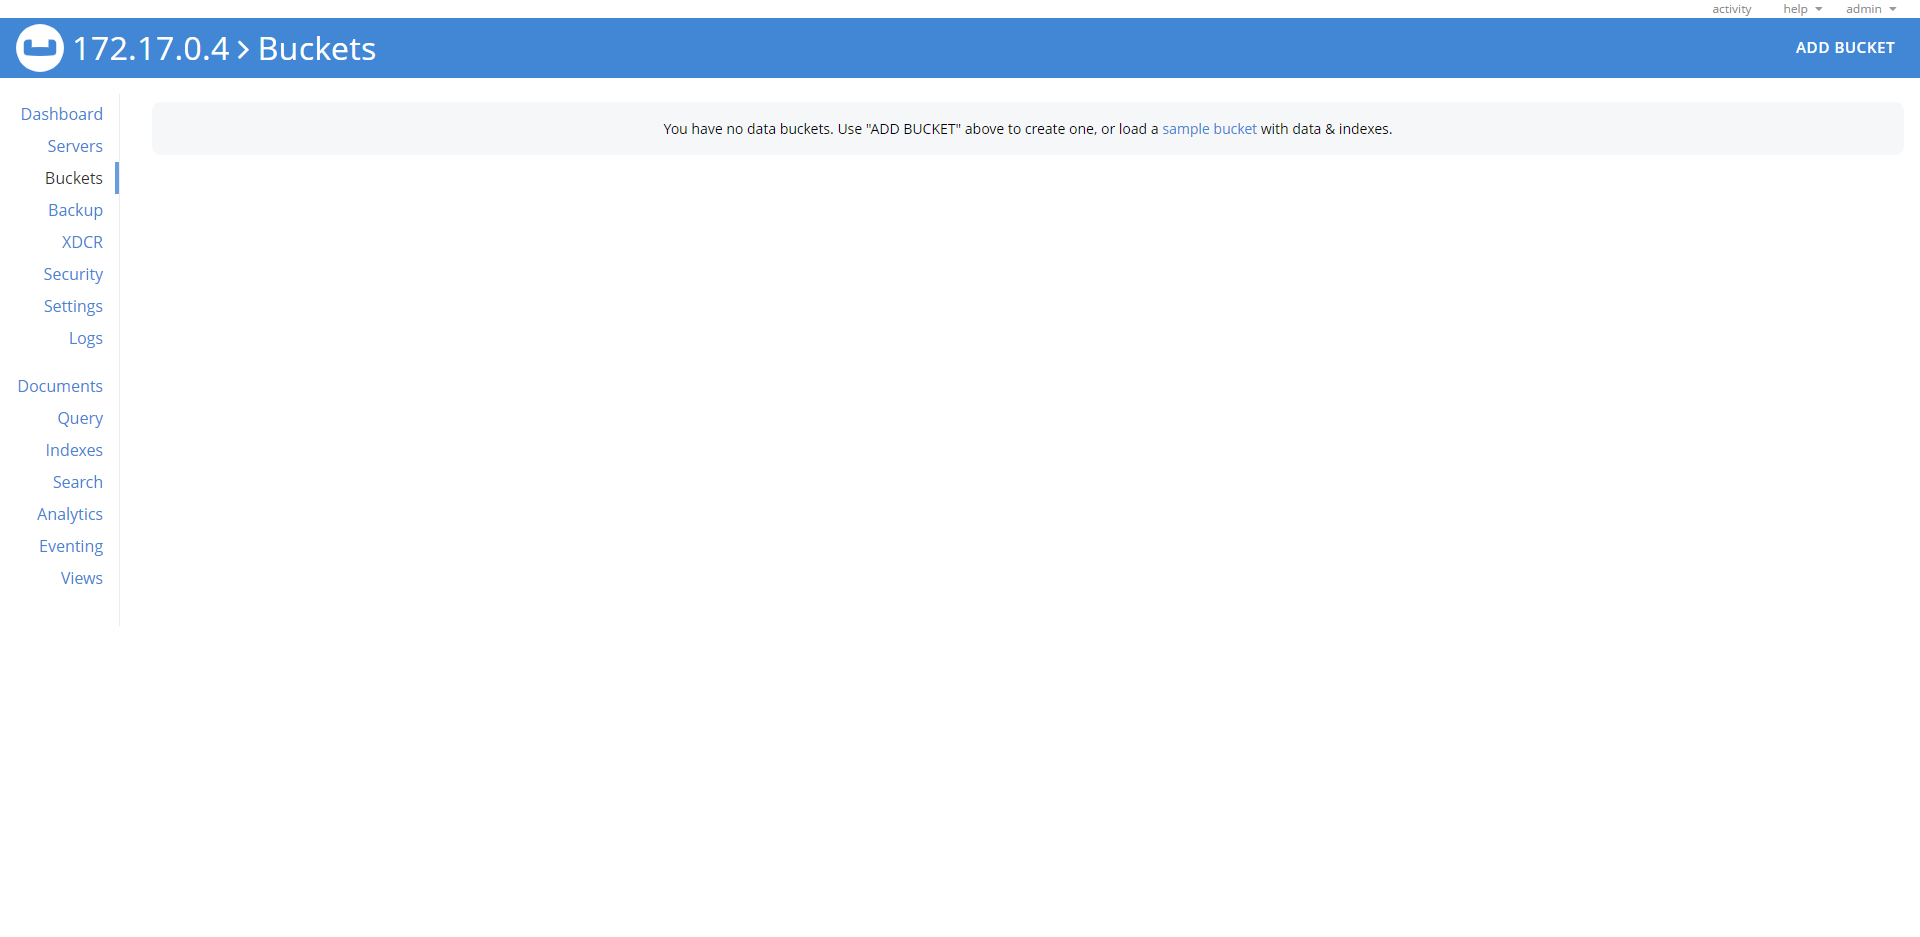 activity help admin
172.17.0.4 > Buckets
ADD BUCKET
Dashboard
Servers
Buckets
Backup
XDCR
Security
Settings
Logs
Documents
Query
Indexes
Search
Analytics
Eventing
Views
You have no data buckets. Use "ADD BUCKET" above to create one, or load a sample bucket with data & indexes.